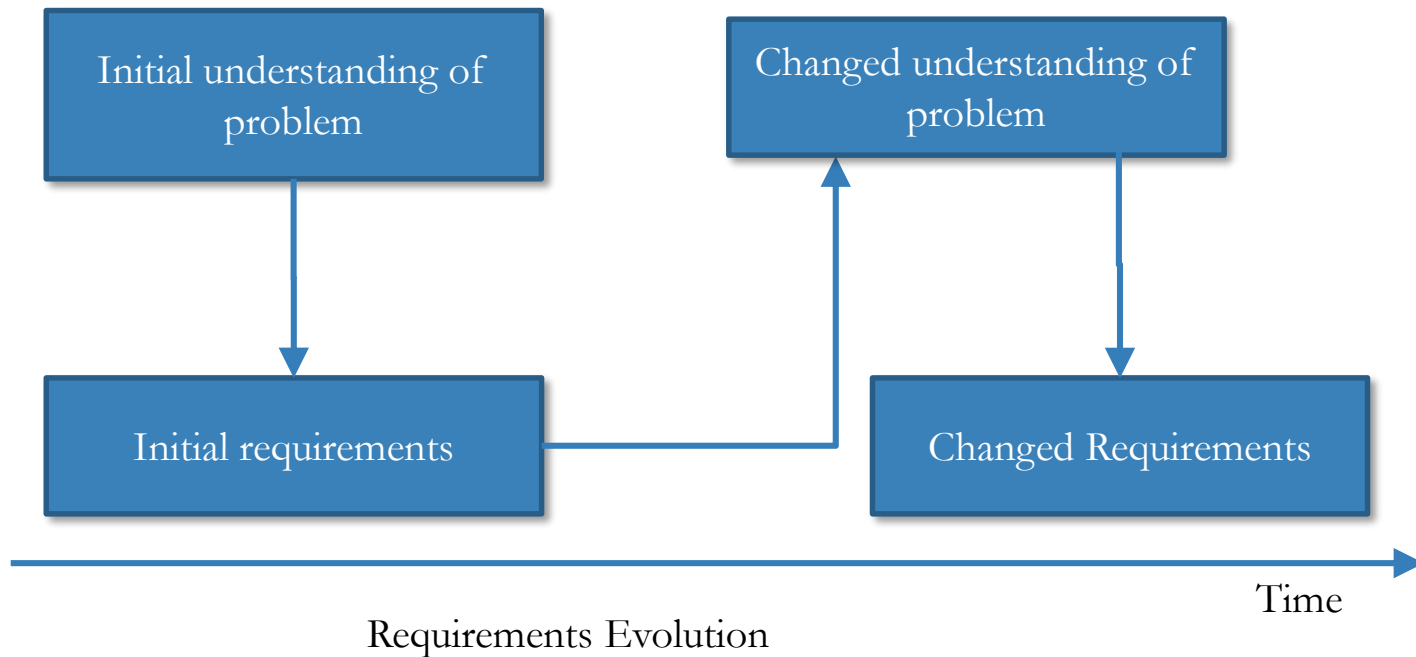 Initial understanding of
problem
Changed understanding of
problem
Initial requirements
Changed Requirements
Time
Requirements Evolution